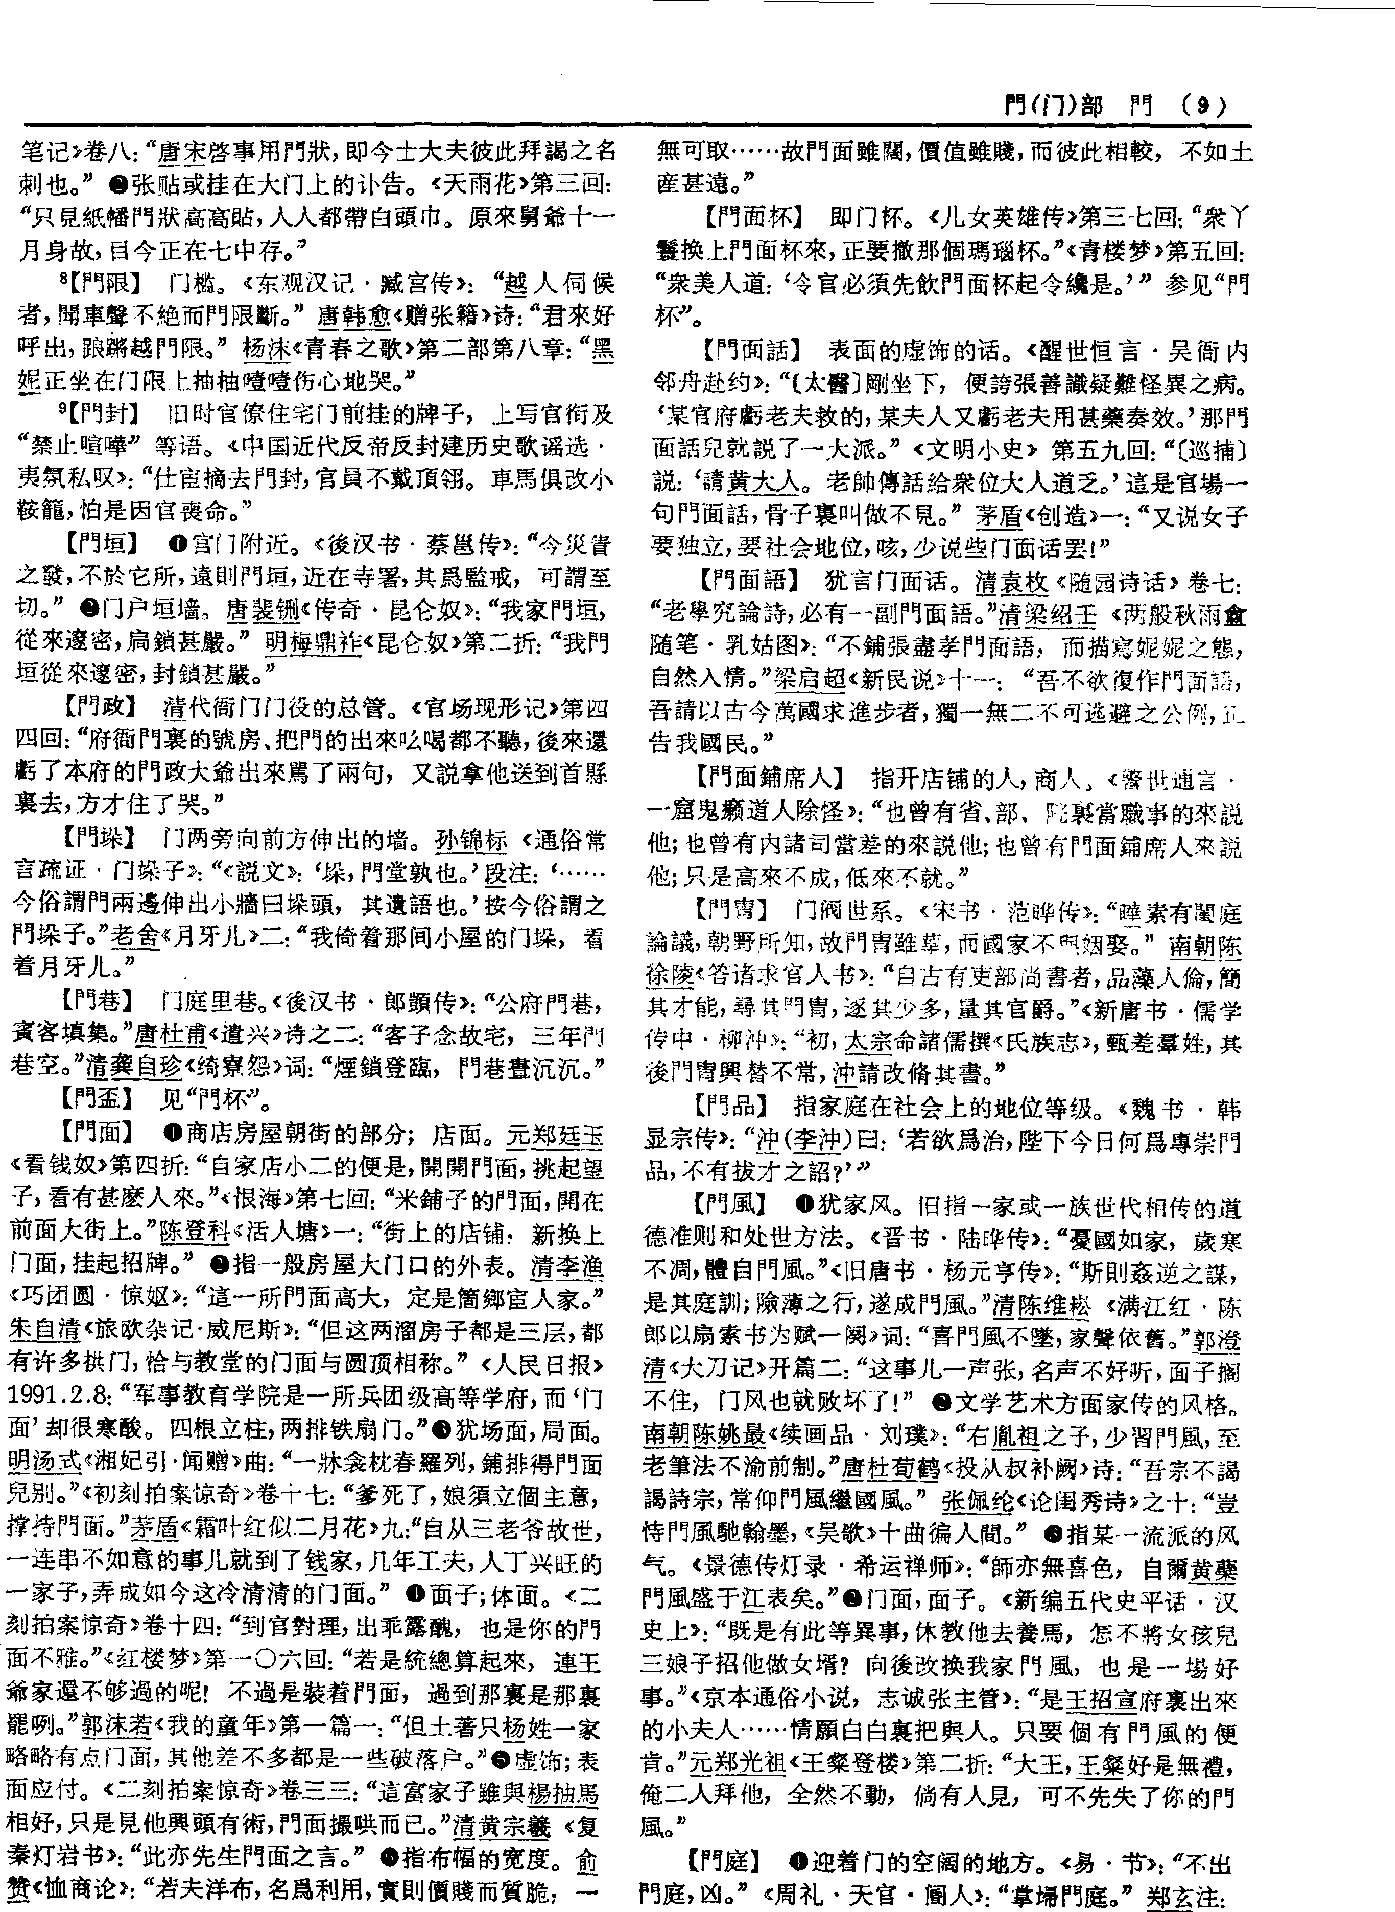 門(门)部　門　(9)
笔记》卷八：“唐宋啓事用門狀，即今士大夫彼此拜謁之名
刺也。” ❷张贴或挂在大门上的讣告。《天雨花》第三回：
“只見紙幡門狀高高貼，人人都帶白頭巾。原來舅爺十一
月身故，目今正在七中存。”
⁸【門限】　门槛。《东观汉记·臧宫传》：“越人伺候
者，聞車聲不絶而門限斷。” 唐韩愈《赠张籍》诗：“君來好
呼出，踉蹡越門限。” 杨沫《青春之歌》第二部第八章：“黑
妮正坐在门限上抽抽噎噎伤心地哭。”
⁹【門封】　旧时官僚住宅门前挂的牌子，上写官衔及
“禁止喧嘩” 等语。《中国近代反帝反封建历史歌谣选·
夷氛私叹》：“仕宦摘去門封，官員不戴頂翎。車馬俱改小
鞍籠，怕是因官喪命。”
【門垣】　❶宫门附近。《後汉书·蔡邕传》：“今災眚
之發，不於它所，遠則門垣，近在寺署，其爲監戒，可謂至
切。” ❷门户垣墙。唐裴铏《传奇·昆仑奴》：“我家門垣，
從來邃密，扃鎖甚嚴。” 明梅鼎祚《昆仑奴》第二折：“我門
垣從來邃密，封鎖甚嚴。”
【門政】　清代衙门门役的总管。《官场现形记》第四
四回：“府衙門裏的號房、把門的出來吆喝都不聽，後來還
虧了本府的門政大爺出來駡了兩句，又説拿他送到首縣
裏去，方才住了哭。”
【門垛】　门两旁向前方伸出的墙。孙锦标《通俗常
言疏证·门垛子》：“《説文》：‘垛，門堂孰也。’段注：‘……
今俗謂門兩邊伸出小牆曰垛頭，其遺語也。’按今俗謂之
門垛子。”老舍《月牙儿》二：“我倚着那间小屋的门垛，看
着月牙儿。”
【門巷】　门庭里巷。《後汉书·郎顗传》：“公府門巷，
賓客填集。”唐杜甫《遣兴》诗之二：“客子念故宅，三年門
巷空。”清龚自珍《绮寮怨》词：“煙鎖登臨，門巷晝沉沉。”
【門盃】　见“門杯”。
【門面】　❶商店房屋朝街的部分；店面。元郑廷玉
《看钱奴》第四折：“自家店小二的便是，開開門面，挑起望
子，看有甚麽人來。”《恨海》第七回：“米鋪子的門面，開在
前面大街上。”陈登科《活人塘》一：“街上的店铺，新换上
门面，挂起招牌。” ❷指一般房屋大门口的外表。清李渔
《巧团圆·惊妪》：“這一所門面高大，定是箇鄉宦人家。”
朱自清《旅欧杂记·威尼斯》：“但这两溜房子都是三层，都
有许多拱门，恰与教堂的门面与圆顶相称。” 《人民日报》
1991.2.8：“军事教育学院是一所兵团级高等学府，而‘门
面’却很寒酸。四根立柱，两排铁扇门。”❸犹场面，局面。
明汤式《湘妃引·闻赠》曲：“一牀衾枕春羅列，鋪排得門面
兒别。”《初刻拍案惊奇》卷十七：“爹死了，娘須立個主意，
撑持門面。”茅盾《霜叶红似二月花》九：“自从三老爷故世，
一连串不如意的事儿就到了钱家，几年工夫，人丁兴旺的
一家子，弄成如今这冷清清的门面。” ❹面子；体面。《二
刻拍案惊奇》卷十四：“到官對理，出乖露醜，也是你的門
面不雅。”《红楼梦》第一〇六回：“若是統總算起來，連王
爺家還不够過的呢！不過是装着門面，過到那裏是那裏
罷咧。”郭沫若《我的童年》第一篇一：“但土著只杨姓一家
略略有点门面，其他差不多都是一些破落户。”❺虚饰；表
面应付。《二刻拍案惊奇》卷三三：“這富家子雖與楊抽馬
相好，只是見他興頭有術，門面撮哄而已。”清黄宗羲《复
秦灯岩书》：“此亦先生門面之言。” ❻指布幅的宽度。俞
赞《恤商论》：“若夫洋布，名爲利用，實則價賤而質脆；一
無可取……故門面雖闊，價值雖賤，而彼此相較，不如土
産甚遠。”
【門面杯】　即门杯。《儿女英雄传》第三七回：“衆丫
鬟换上門面杯來，正要撤那個瑪瑙杯。”《青楼梦》第五回：
“衆美人道：‘令官必須先飲門面杯起令纔是。’” 参见“門
杯”。
【門面話】　表面的虚饰的话。《醒世恒言·吴衙内
邻舟赴约》：“〔太醫〕剛坐下，便誇張善識疑難怪異之病。
‘某官府虧老夫救的，某夫人又虧老夫用甚藥奏效。’那門
面話兒就説了一大派。” 《文明小史》第五九回：“〔巡捕〕
説：‘請黄大人。老帥傳話給衆位大人道乏。’這是官場一
句門面話，骨子裏叫做不見。” 茅盾《创造》一：“又说女子
要独立，要社会地位，咳，少说些门面话罢！”
【門面語】　犹言门面话。清袁枚《随园诗话》卷七：
“老學究論詩，必有一副門面語。”清梁绍壬《两般秋雨盦
随笔·乳姑图》：“不鋪張盡孝門面語，而描寫妮妮之態，
自然入情。”梁启超《新民说》十一：“吾不欲復作門面語，
吾請以古今萬國求進步者，獨一無二不可逃避之公例，正
告我國民。”
【門面鋪席人】　指开店铺的人，商人。《警世通言·
一窟鬼癞道人除怪》：“也曾有省、部、院裏當職事的來説
他；也曾有内諸司當差的來説他；也曾有門面鋪席人來説
他；只是高來不成，低來不就。”
【門冑】　门阀世系。《宋书·范晔传》：“曄素有閨庭
論議，朝野所知，故門冑雖華，而國家不與姻娶。” 南朝陈
徐陵《答诸求官人书》：“自古有吏部尚書者，品藻人倫，簡
其才能，尋其門冑，逐其少多，量其官爵。”《新唐书·儒学
传中·柳冲》：“初，太宗命諸儒撰《氏族志》，甄差羣姓，其
後門冑興替不常，沖請改脩其書。”
【門品】　指家庭在社会上的地位等级。《魏书·韩
显宗传》：“沖(李沖)曰：‘若欲爲治，陛下今日何爲專崇門
品，不有拔才之詔？’”
【門風】　❶犹家风。旧指一家或一族世代相传的道
德准则和处世方法。《晋书·陆晔传》：“憂國如家，歲寒
不凋，體自門風。”《旧唐书·杨元亨传》：“斯則姦逆之謀，
是其庭訓；險薄之行，遂成門風。”清陈维崧《满江红·陈
郎以扇索书为赋一阕》词：“喜門風不墜，家聲依舊。”郭澄
清《大刀记》开篇二：“这事儿一声张，名声不好听，面子搁
不住，门风也就败坏了！” ❷文学艺术方面家传的风格。
南朝陈姚最《续画品·刘璞》：“右胤祖之子，少習門風，至
老筆法不渝前制。”唐杜荀鹤《投从叔补阙》诗：“吾宗不謁
謁詩宗，常仰門風繼國風。” 张佩纶《论闺秀诗》之十：“豈
恃門風馳翰墨，《吴歌》十曲徧人間。” ❸指某一流派的风
气。《景德传灯录·希运禅师》：“師亦無喜色，自爾黄蘗
門風盛于江表矣。”❷门面，面子。《新编五代史平话·汉
史上》：“既是有此等異事，休教他去養馬，怎不將女孩兒
三娘子招他做女壻？向後改换我家門風，也是一場好
事。”《京本通俗小说，志诚张主管》：“是王招宣府裏出來
的小夫人……情願白白裏把與人。只要個有門風的便
肯。”元郑光祖《王粲登楼》第二折：“大王，王粲好是無禮，
俺二人拜他，全然不動，倘有人見，可不先失了你的門
風。”
【門庭】　❶迎着门的空阔的地方。《易·节》：“不出
門庭，凶。” 《周礼·天官·阍人》：“掌埽門庭。” 郑玄注：